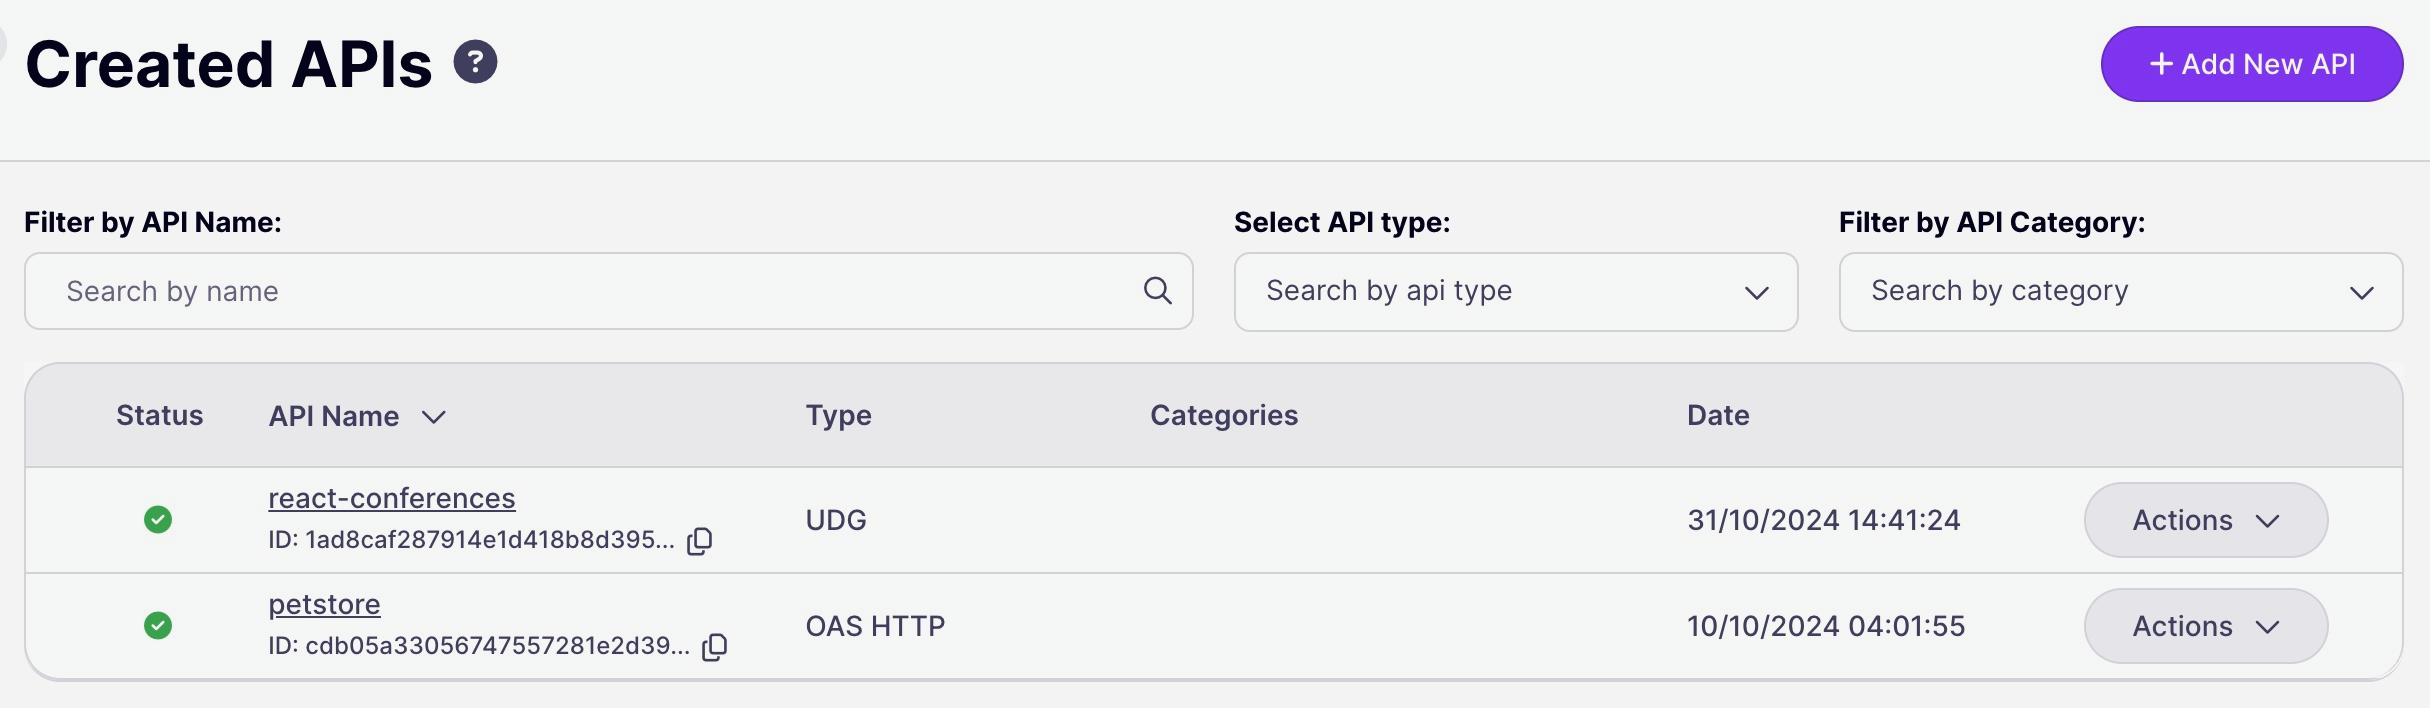 Created APIs ?
+ Add New API
Filter by API Name:
Select API type:
Filter by API Category:
Search by name
Search by api type
Search by category
Status API Name Type Categories Date
react-conferences
ID: 1ad8caf287914e1d418b8d395...
UDG
31/10/2024 14:41:24
Actions
petstore
ID: cdb05a33056747557281e2d39...
OAS HTTP
10/10/2024 04:01:55
Actions